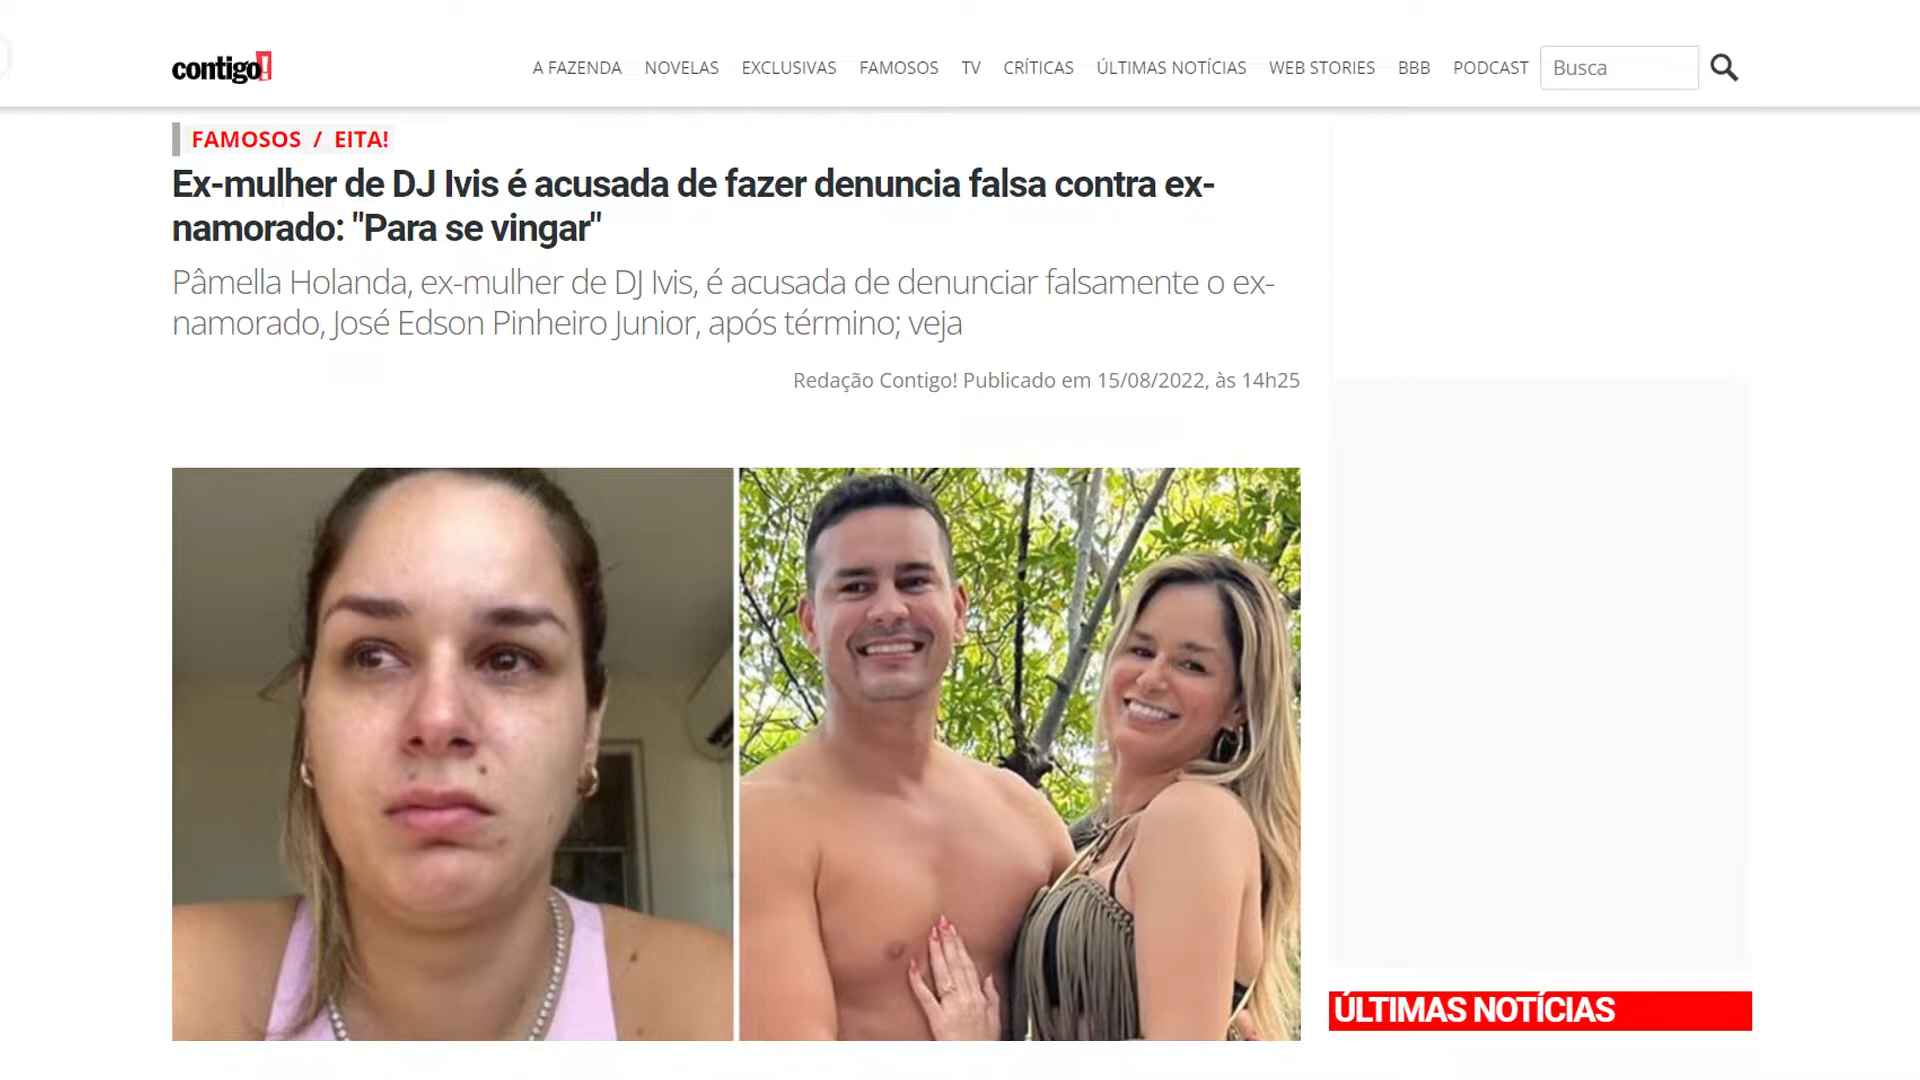 contigo!
A FAZENDA NOVELAS EXCLUSIVAS FAMOSOS TV CRÍTICAS ÚLTIMAS NOTÍCIAS WEB STORIES BBB PODCAST Busca
FAMOSOS / EITA!
Ex-mulher de DJ Ivis é acusada de fazer denuncia falsa contra ex-
namorado: "Para se vingar"
Pâmella Holanda, ex-mulher de DJ Ivis, é acusada de denunciar falsamente o ex-
namorado, José Edson Pinheiro Junior, após término; veja
Redação Contigo! Publicado em 15/08/2022, às 14h25
ÚLTIMAS NOTÍCIAS